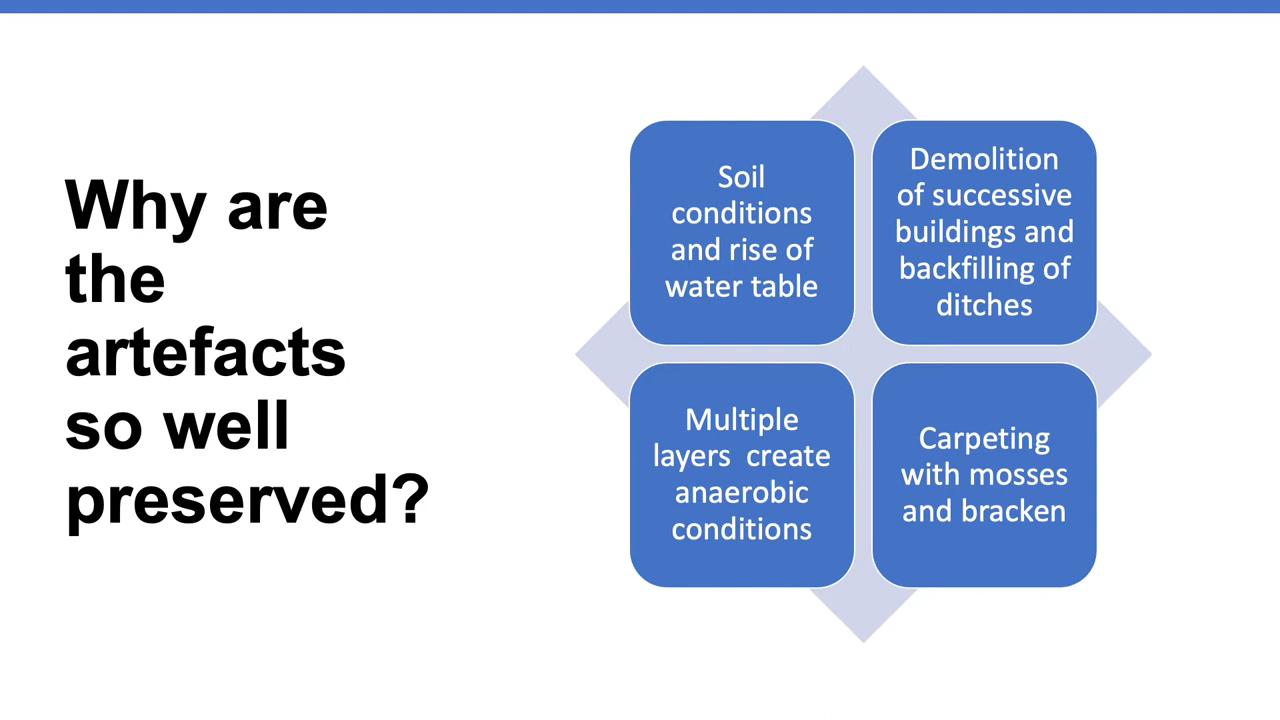 Why are
the
artefacts
so well
preserved?
Soil
conditions
and rise of
water table
Demolition
of successive
buildings and
backfilling of
ditches
Multiple
layers  create
anaerobic
conditions
Carpeting
with mosses
and bracken